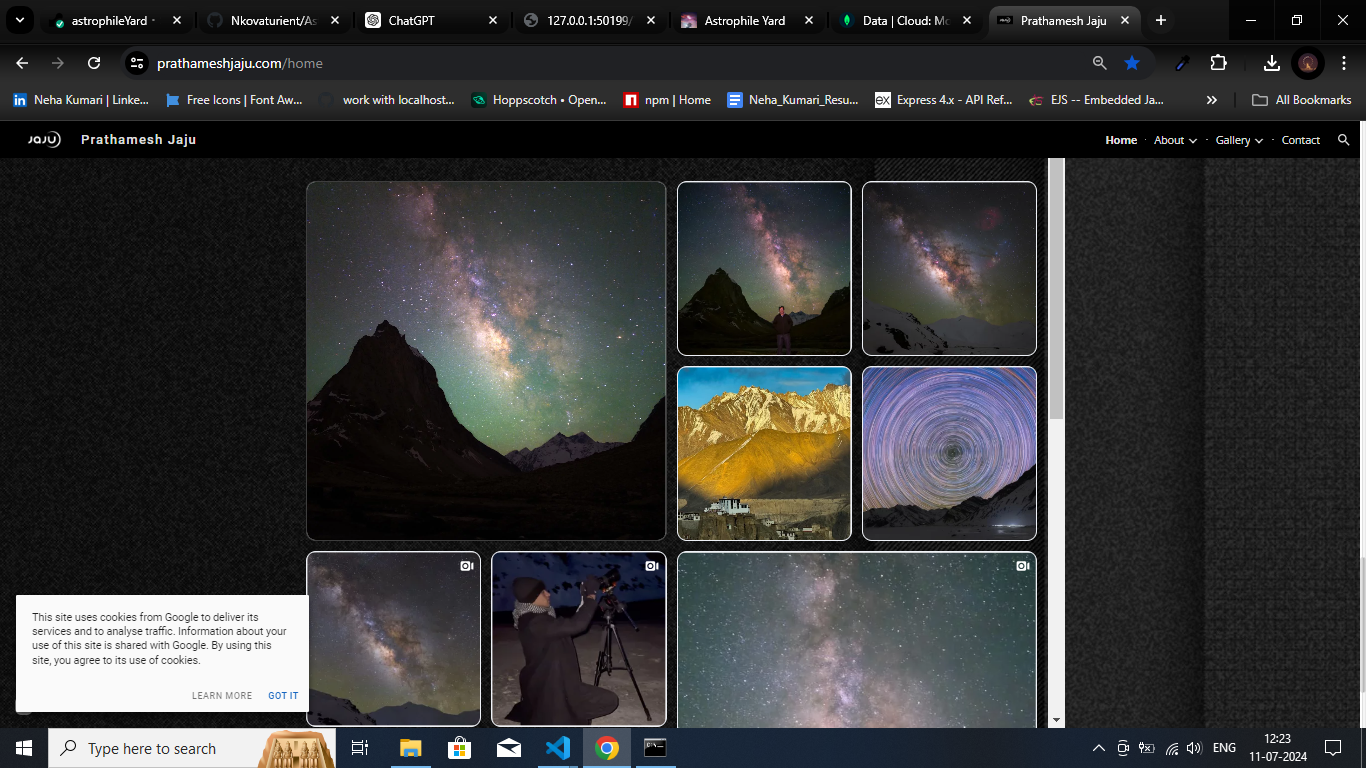 astrophileYard
Nkovaturient/As
ChatGPT
127.0.0.1:50199/
Astrophile Yard
Data | Cloud: Mo
Prathamesh Jaju
prathameshjaju.com/home
Neha Kumari | Linke...
Free Icons | Font Aw...
work with localhost...
Hoppscotch • Open...
npm | Home
Neha_Kumari_Resu...
ex
Express 4.x - API Ref...
EJS -- Embedded Ja...
All Bookmarks
JAJU
Prathamesh Jaju
Home
About
Gallery
Contact
This site uses cookies from Google to deliver its
services and to analyse traffic. Information about your
use of this site is shared with Google. By using this
site, you agree to its use of cookies.
LEARN MORE
GOT IT
Type here to search
ENG
12:23
11-07-2024